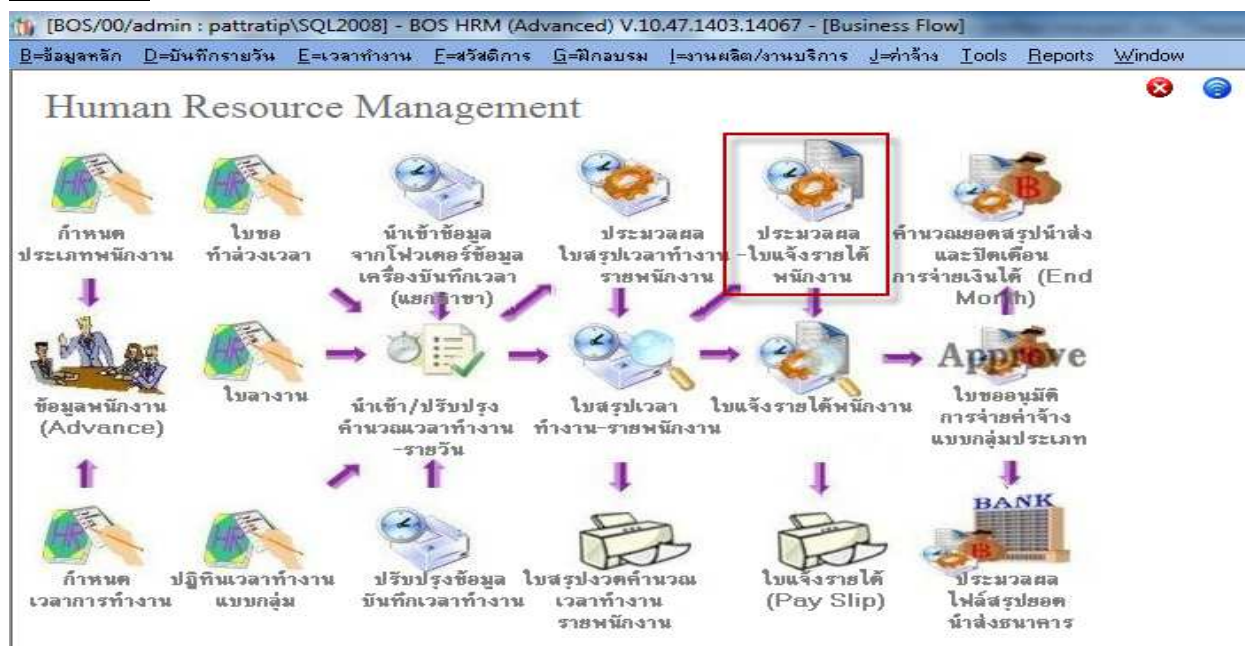 [BOS/00/admin : pattratip\SQL2008] - BOS HRM (Advanced) V.10.47.1403.14067 - [Business Flow]
B=ข้อมูลหลัก D=บันทึกรายวัน E=เวลาทำงาน F=สวัสดิการ G=ฝึกอบรม I=งานผลิต/งานบริการ J=ค่าจ้าง Tools Reports Window
Human Resource Management
กำหนด
ประเภทพนักงาน
ใบขอ
ทำล่วงเวลา
นำเข้าข้อมูล
จากโฟวเดอร์ข้อมูล
เครื่องบันทึกเวลา
(แยกสาขา)
ประมวลผล
ใบสรุปเวลาทำงาน
รายพนักงาน
ประมวลผล
-ใบแจ้งรายได้
พนักงาน
คำนวณยอดสรุปนำส่ง
และปิดเดือน
การจ่ายเงินได้ (End
Month)
ข้อมูลพนักงาน
(Advance)
ใบลางาน
นำเข้า/ปรับปรุง
คำนวณเวลาทำงาน
-รายวัน
ใบสรุปเวลา
ทำงาน-รายพนักงาน
ใบแจ้งรายได้พนักงาน
Approve
ใบขออนุมัติ
การจ่ายค่าจ้าง
แบบกลุ่มประเภท
กำหนด
เวลาการทำงาน
ปฏิทินเวลาทำงาน
แบบกลุ่ม
ปรับปรุงข้อมูล
บันทึกเวลาทำงาน
ใบสรุปงวดคำนวณ
เวลาทำงาน
รายพนักงาน
ใบแจ้งรายได้
(Pay Slip)
BANK
ประมวลผล
ไฟล์สรุปยอด
นำส่งธนาคาร